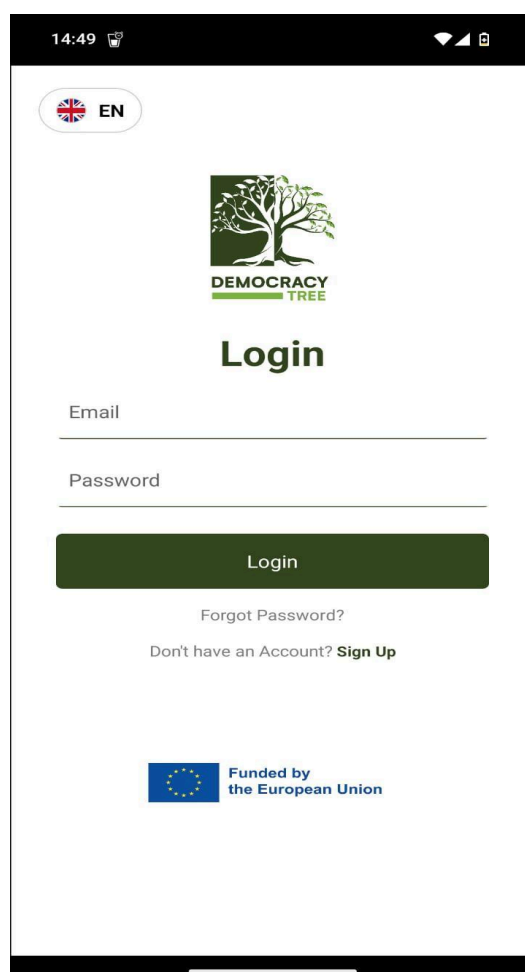 14:49
EN
DEMOCRACY
TREE
Login
Email
Password
Login
Forgot Password?
Don't have an Account? Sign Up
Funded by
the European Union